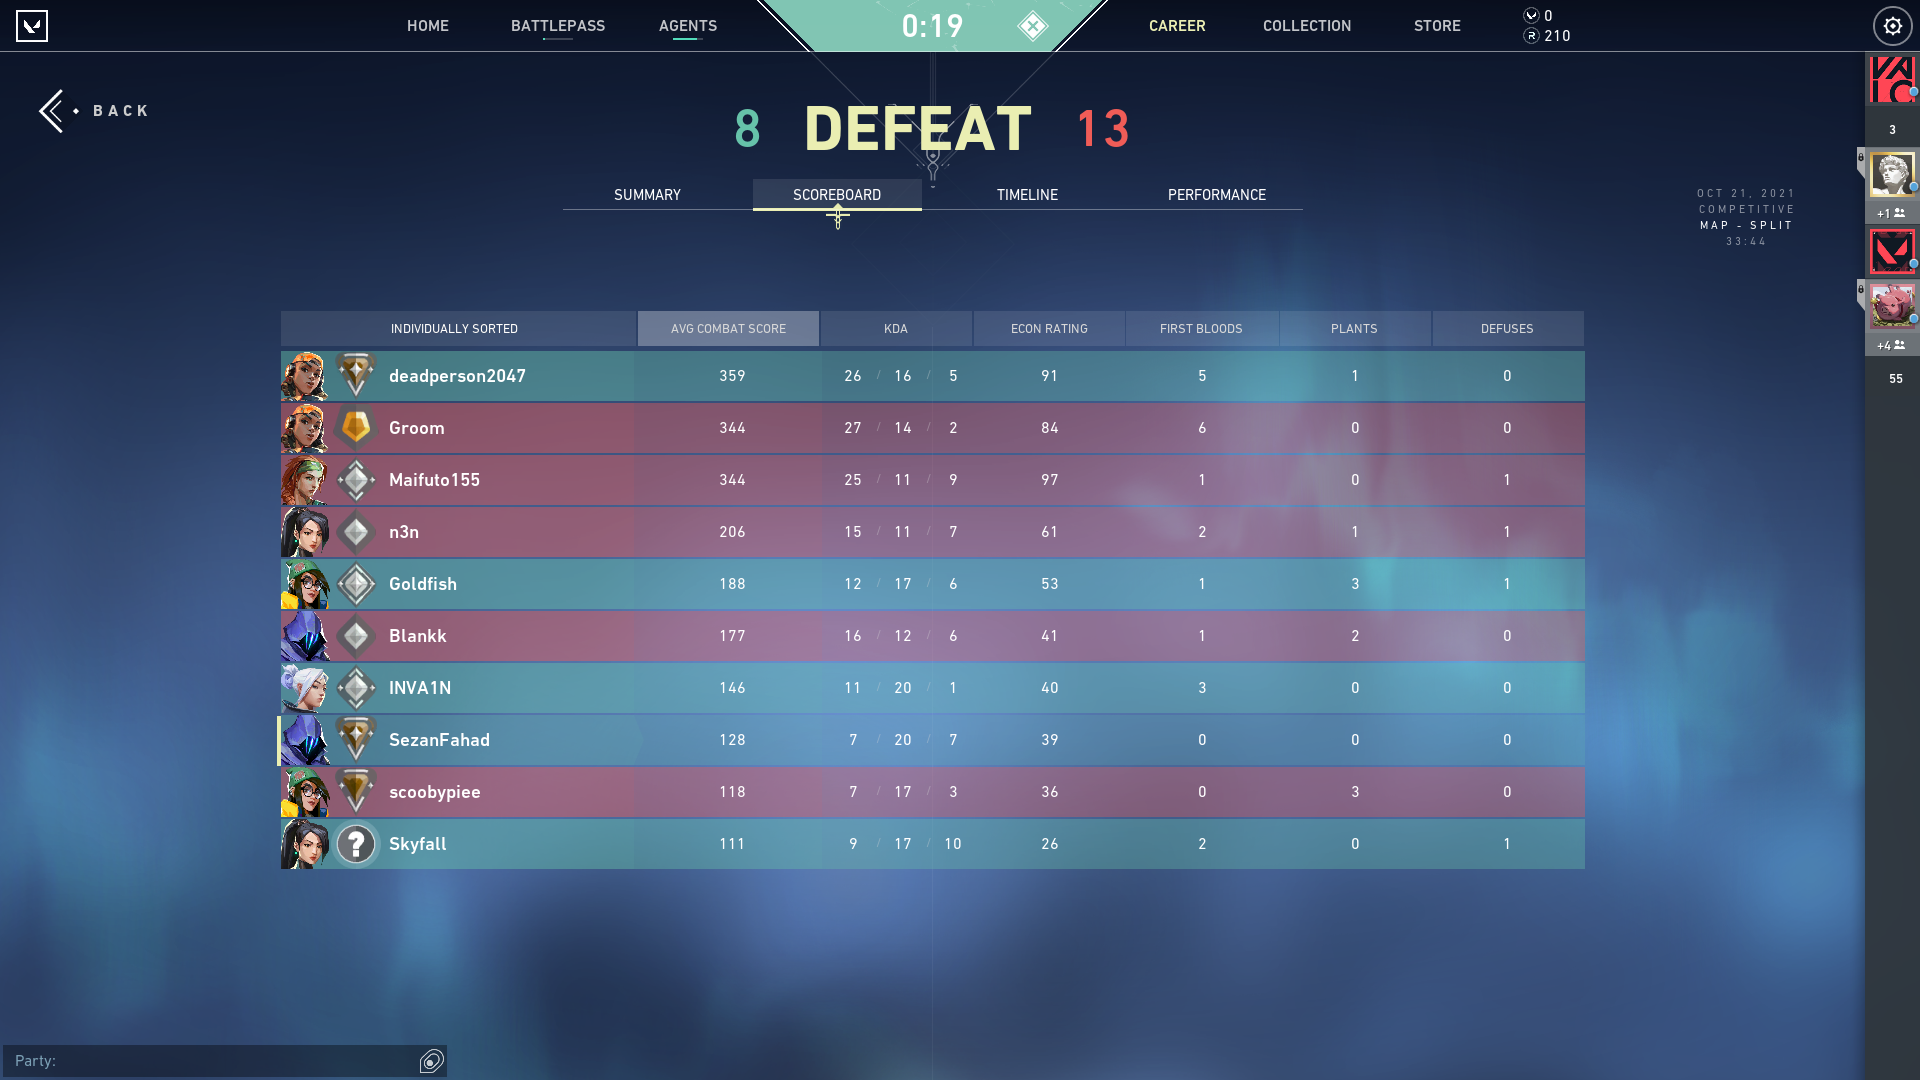 HOME BATTLEPASS AGENTS 0:19 CAREER COLLECTION STORE 0
R 210
BACK
8 DEFEAT 13
3
SUMMARY SCOREBOARD TIMELINE PERFORMANCE
OCT 21, 2021
COMPETITIVE
MAP - SPLIT
33:44
+1
INDIVIDUALLY SORTED AVG COMBAT SCORE KDA ECON RATING FIRST BLOODS PLANTS DEFUSES
+4
deadperson2047 359 26 / 16 / 5 91 5 1 0
55
Groom 344 27 / 14 / 2 84 6 0 0
Maifuto155 344 25 / 11 / 9 97 1 0 1
n3n 206 15 / 11 / 7 61 2 1 1
Goldfish 188 12 / 17 / 6 53 1 3 1
Blankk 177 16 / 12 / 6 41 1 2 0
INVA1N 146 11 / 20 / 1 40 3 0 0
SezanFahad 128 7 / 20 / 7 39 0 0 0
scoobypiee 118 7 / 17 / 3 36 0 3 0
? Skyfall 111 9 / 17 / 10 26 2 0 1
Party: